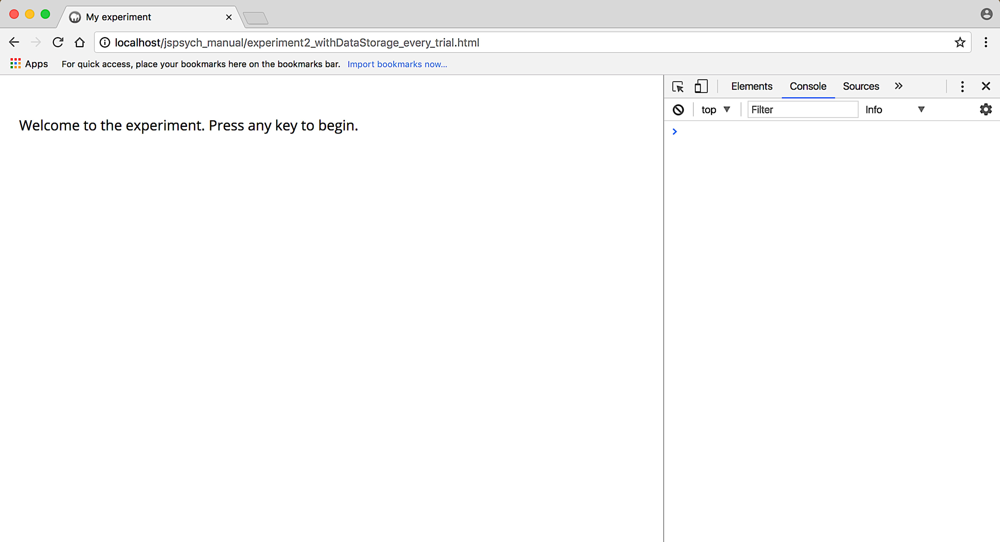 My experiment
localhost/jspsych_manual/experiment2_withDataStorage_every_trial.html
Apps For quick access, place your bookmarks here on the bookmarks bar. Import bookmarks now...
Elements Console Sources
top Filter Info
Welcome to the experiment. Press any key to begin.